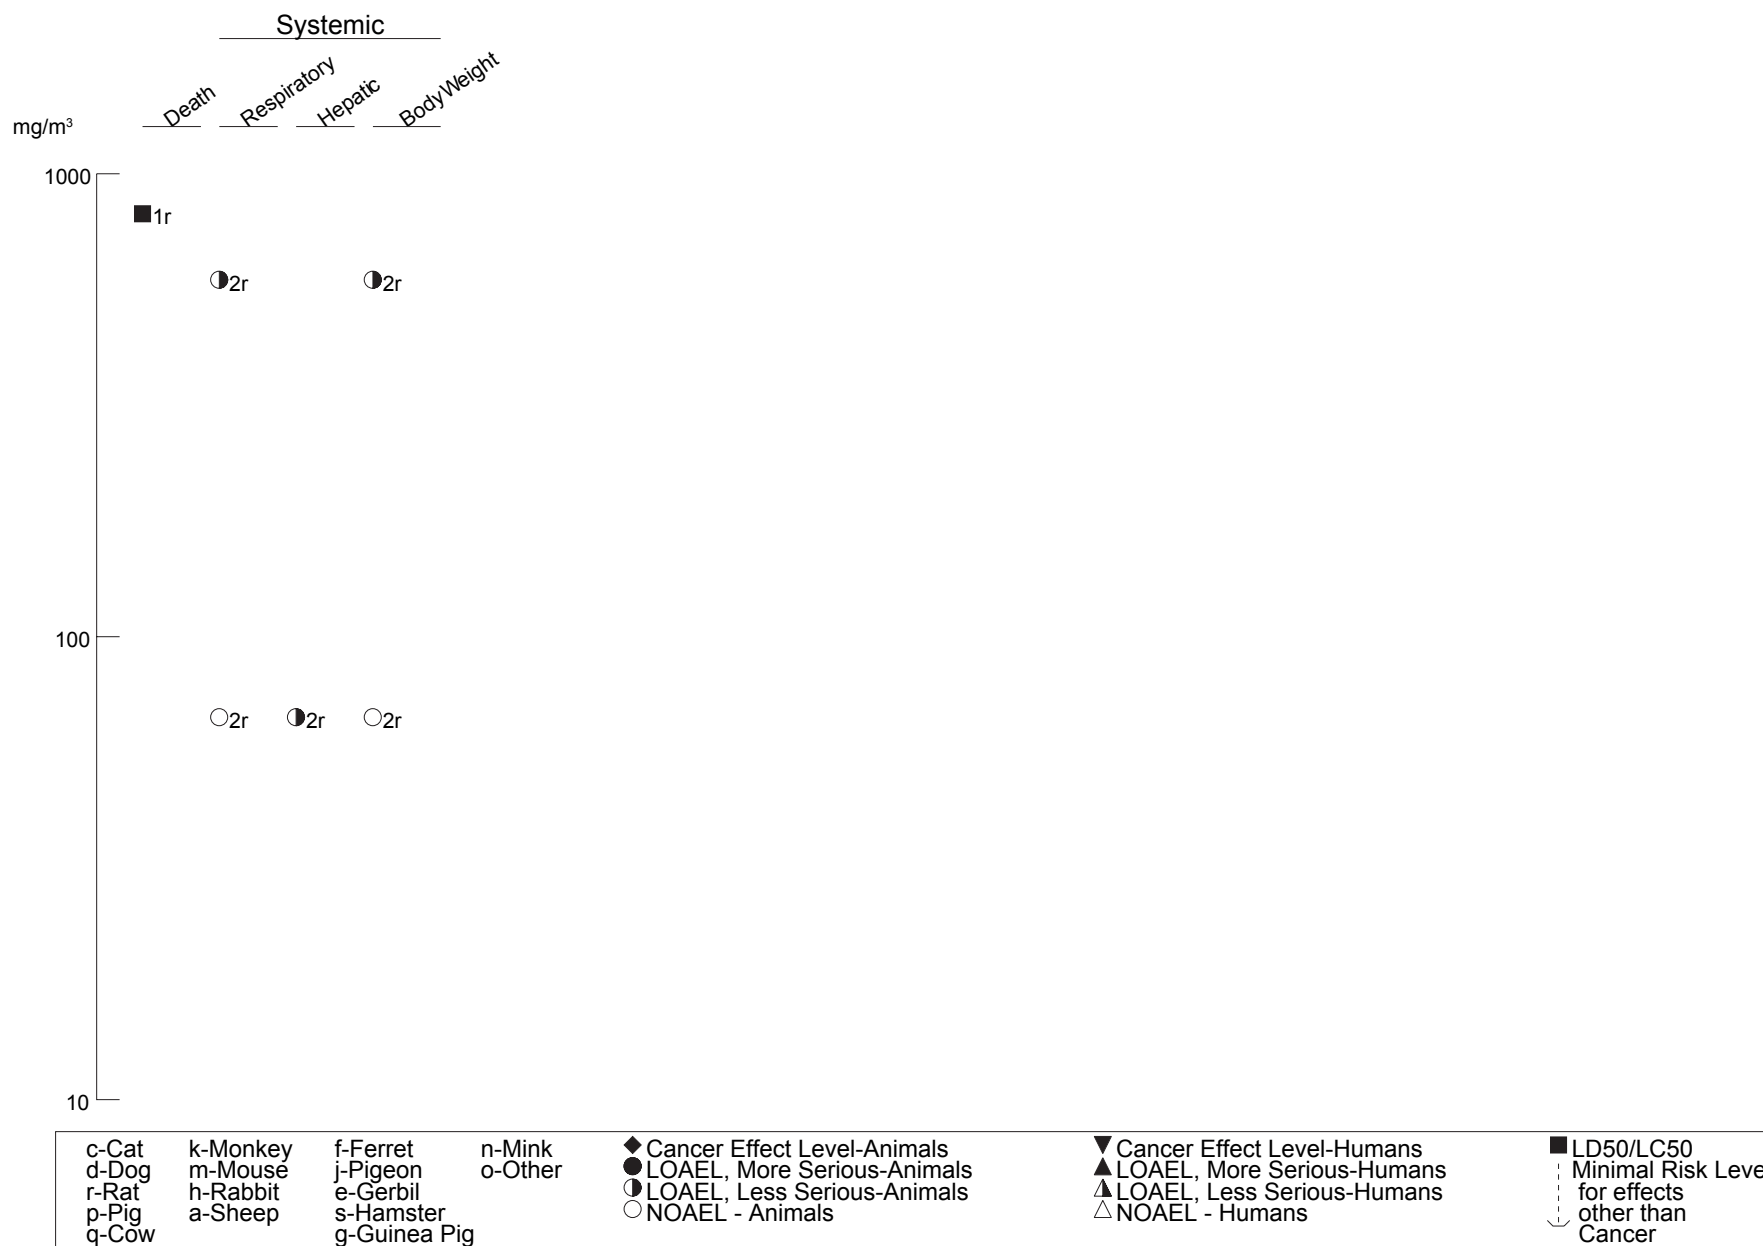 Systemic
Death Respiratory Hepatic BodyWeight
mg/m³
1000
1r
2r 2r
100
2r 2r 2r
10
c-Cat k-Monkey f-Ferret n-Mink Cancer Effect Level-Animals Cancer Effect Level-Humans LD50/LC50
d-Dog m-Mouse j-Pigeon o-Other LOAEL, More Serious-Animals LOAEL, More Serious-Humans Minimal Risk Leve
r-Rat h-Rabbit e-Gerbil LOAEL, Less Serious-Animals LOAEL, Less Serious-Humans for effects
p-Pig a-Sheep s-Hamster NOAEL - Animals NOAEL - Humans other than
q-Cow g-Guinea Pig Cancer